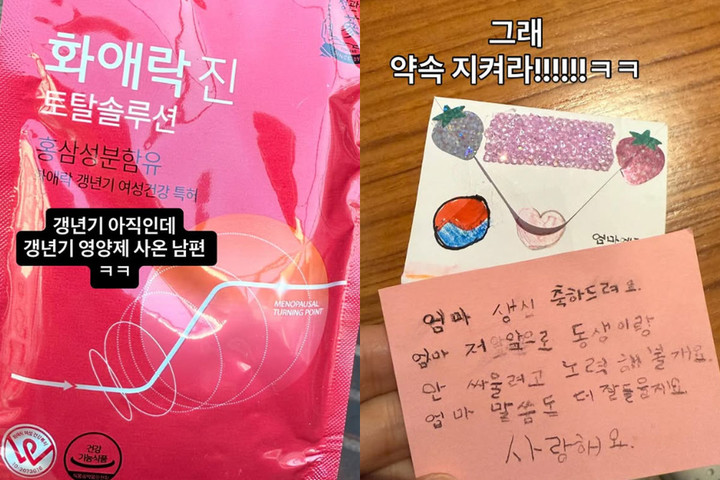 화애락 진
토탈솔루션
홍삼성분함유
화애락 갱년기 여성건강 특허
갱년기 아직인데
갱년기 영양제 사온 남편
ㅋㅋ
MENOPAUSAL
TURNING POINT
건강
기능식품
그래
약속 지켜라!!!!!!ㅋㅋ
엄마
엄마 생신 축하드려요.
엄마 저 앞으로 동생이랑
안 싸울려고 노력 해 볼게요.
엄마 말씀도 더 잘들을게요
사랑해요.